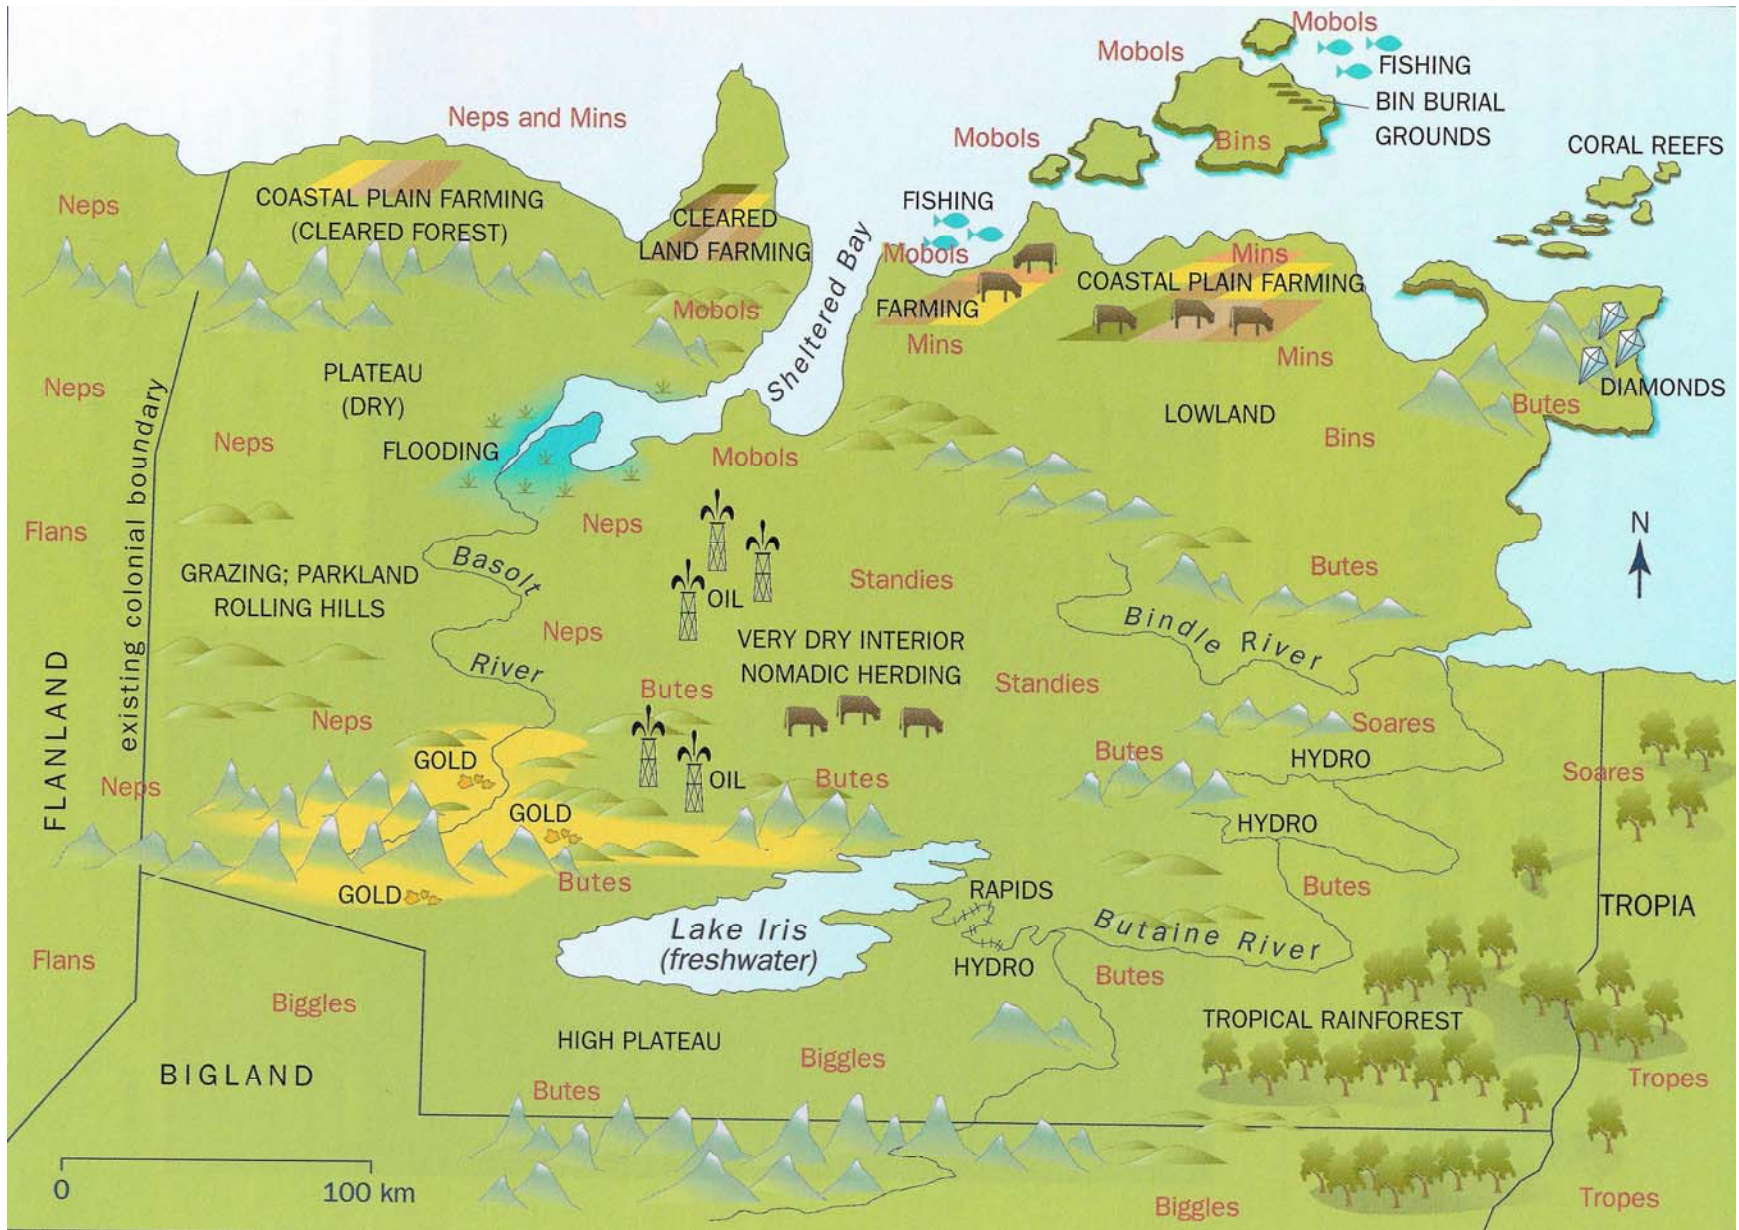 Mobols
Mobols
FISHING
BIN BURIAL
GROUNDS
Neps and Mins
Mobols
Bins
CORAL REEFS
Neps
COASTAL PLAIN FARMING
(CLEARED FOREST)
CLEARED
LAND FARMING
FISHING
Mobols
Mins
COASTAL PLAIN FARMING
FARMING
Mins
Mins
Mobols
Sheltered Bay
DIAMONDS
Butes
Neps
PLATEAU
(DRY)
LOWLAND
Bins
Neps
FLOODING
Mobols
existing colonial boundary
Flans
Neps
N
Basolt
River
GRAZING; PARKLAND
ROLLING HILLS
OIL
Standies
Butes
Neps
VERY DRY INTERIOR
NOMADIC HERDING
Bindle River
Butes
Standies
Neps
Soares
FLANLAND
GOLD
OIL
Butes
Butes
HYDRO
Soares
Neps
GOLD
HYDRO
GOLD
Butes
RAPIDS
Butes
TROPIA
Lake Iris
(freshwater)
Butaine River
Flans
HYDRO
Butes
Biggles
TROPICAL RAINFOREST
HIGH PLATEAU
Biggles
BIGLAND
Butes
Tropes
0
100 km
Biggles
Tropes